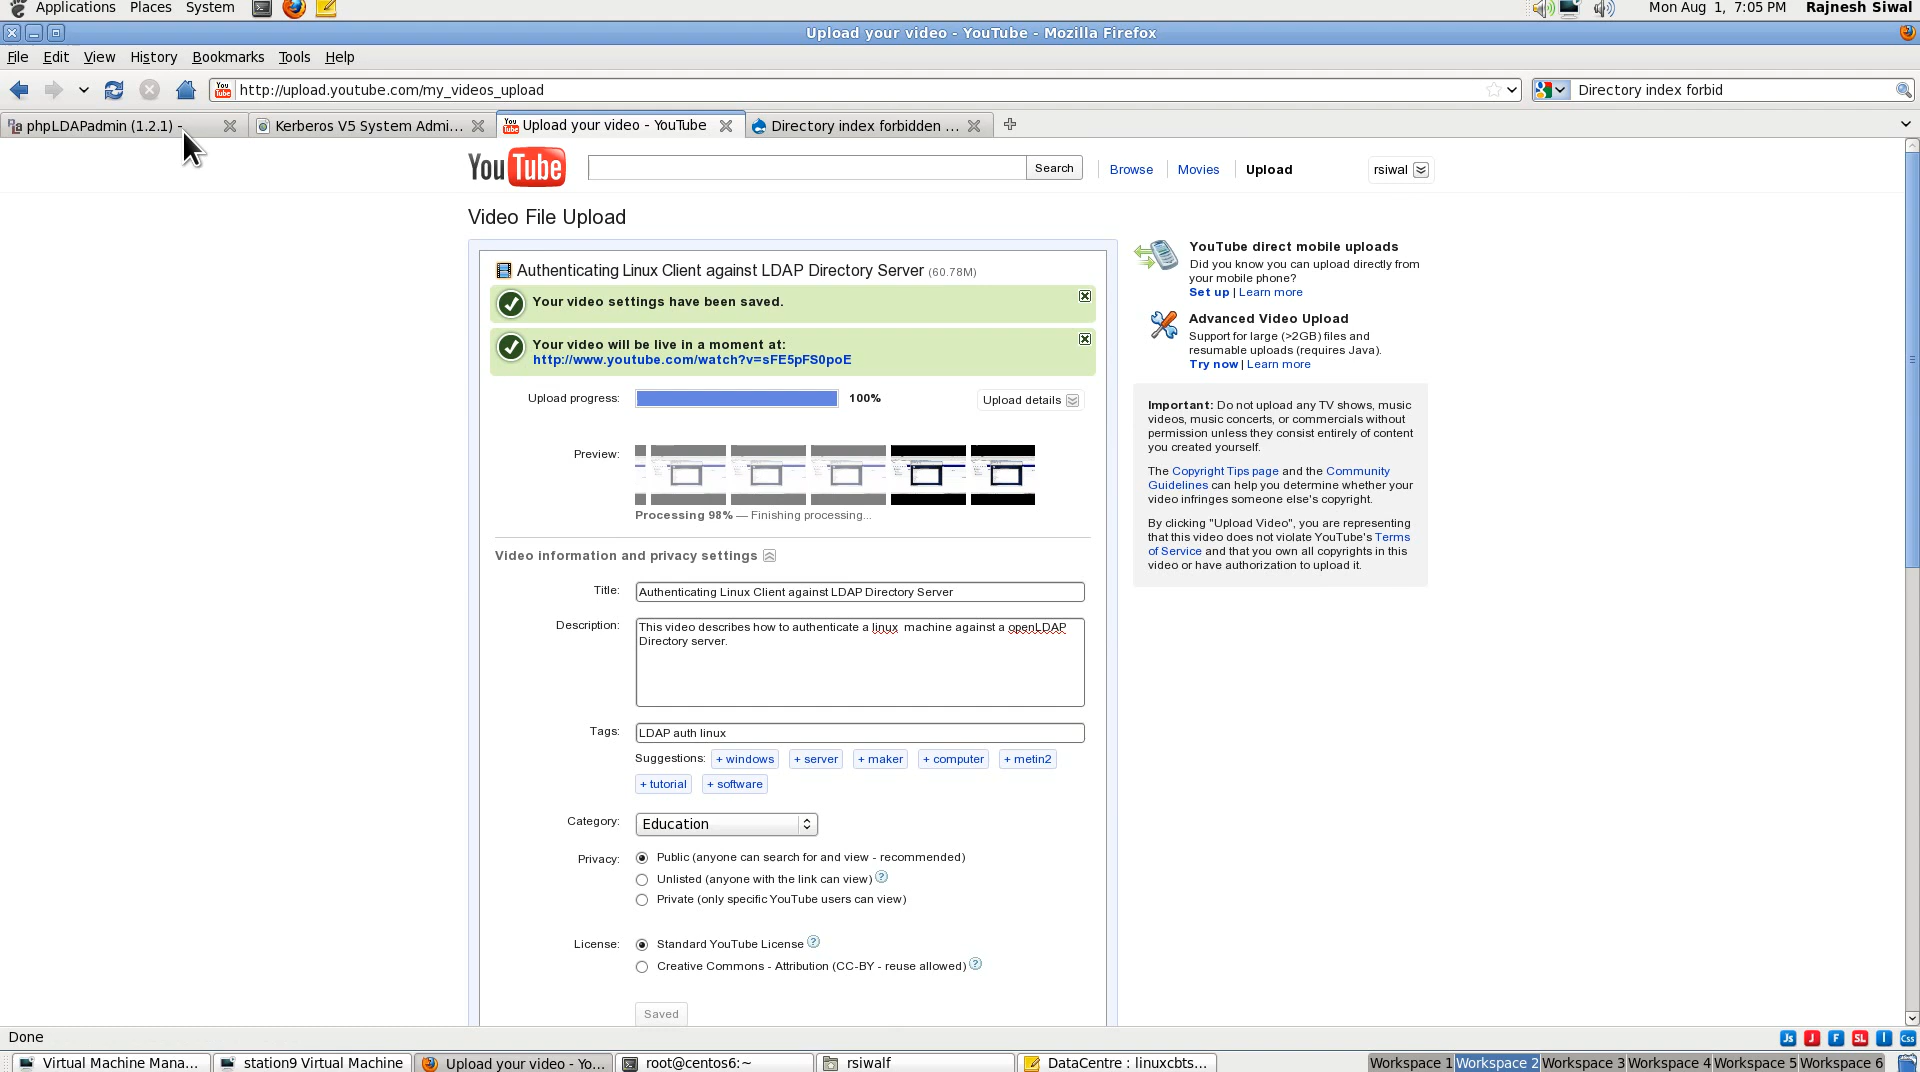 Applications Places System
Mon Aug 1, 7:05 PM Rajnesh Siwal
Upload your video - YouTube - Mozilla Firefox
File Edit View History Bookmarks Tools Help
http://upload.youtube.com/my_videos_upload
Directory index forbid
phpLDAPadmin (1.2.1) -
Kerberos V5 System Admi...
Upload your video - YouTube
Directory index forbidden ...
YouTube
Search
Browse Movies Upload
rsiwal
Video File Upload
Authenticating Linux Client against LDAP Directory Server (60.78M)
Your video settings have been saved.
Your video will be live in a moment at:
http://www.youtube.com/watch?v=sFE5pFS0poE
Upload progress: 100% Upload details
Preview:
Processing 98% — Finishing processing...
Video information and privacy settings
Title: Authenticating Linux Client against LDAP Directory Server
Description: This video describes how to authenticate a linux machine against a openLDAP
Directory server.
Tags: LDAP auth linux
Suggestions: + windows + server + maker + computer + metin2
+ tutorial + software
Category: Education
Privacy: Public (anyone can search for and view - recommended)
Unlisted (anyone with the link can view) ?
Private (only specific YouTube users can view)
License: Standard YouTube License ?
Creative Commons - Attribution (CC-BY - reuse allowed) ?
Saved
YouTube direct mobile uploads
Did you know you can upload directly from
your mobile phone?
Set up | Learn more
Advanced Video Upload
Support for large (>2GB) files and
resumable uploads (requires Java).
Try now | Learn more
Important: Do not upload any TV shows, music
videos, music concerts, or commercials without
permission unless they consist entirely of content
you created yourself.
The Copyright Tips page and the Community
Guidelines can help you determine whether your
video infringes someone else's copyright.
By clicking "Upload Video", you are representing
that this video does not violate YouTube's Terms
of Service and that you own all copyrights in this
video or have authorization to upload it.
Done
Js J F SL I Css
Virtual Machine Mana...
station9 Virtual Machine
Upload your video - Yo...
root@centos6:~
rsiwalf
DataCentre : linuxcbts...
Workspace 1 Workspace 2 Workspace 3 Workspace 4 Workspace 5 Workspace 6